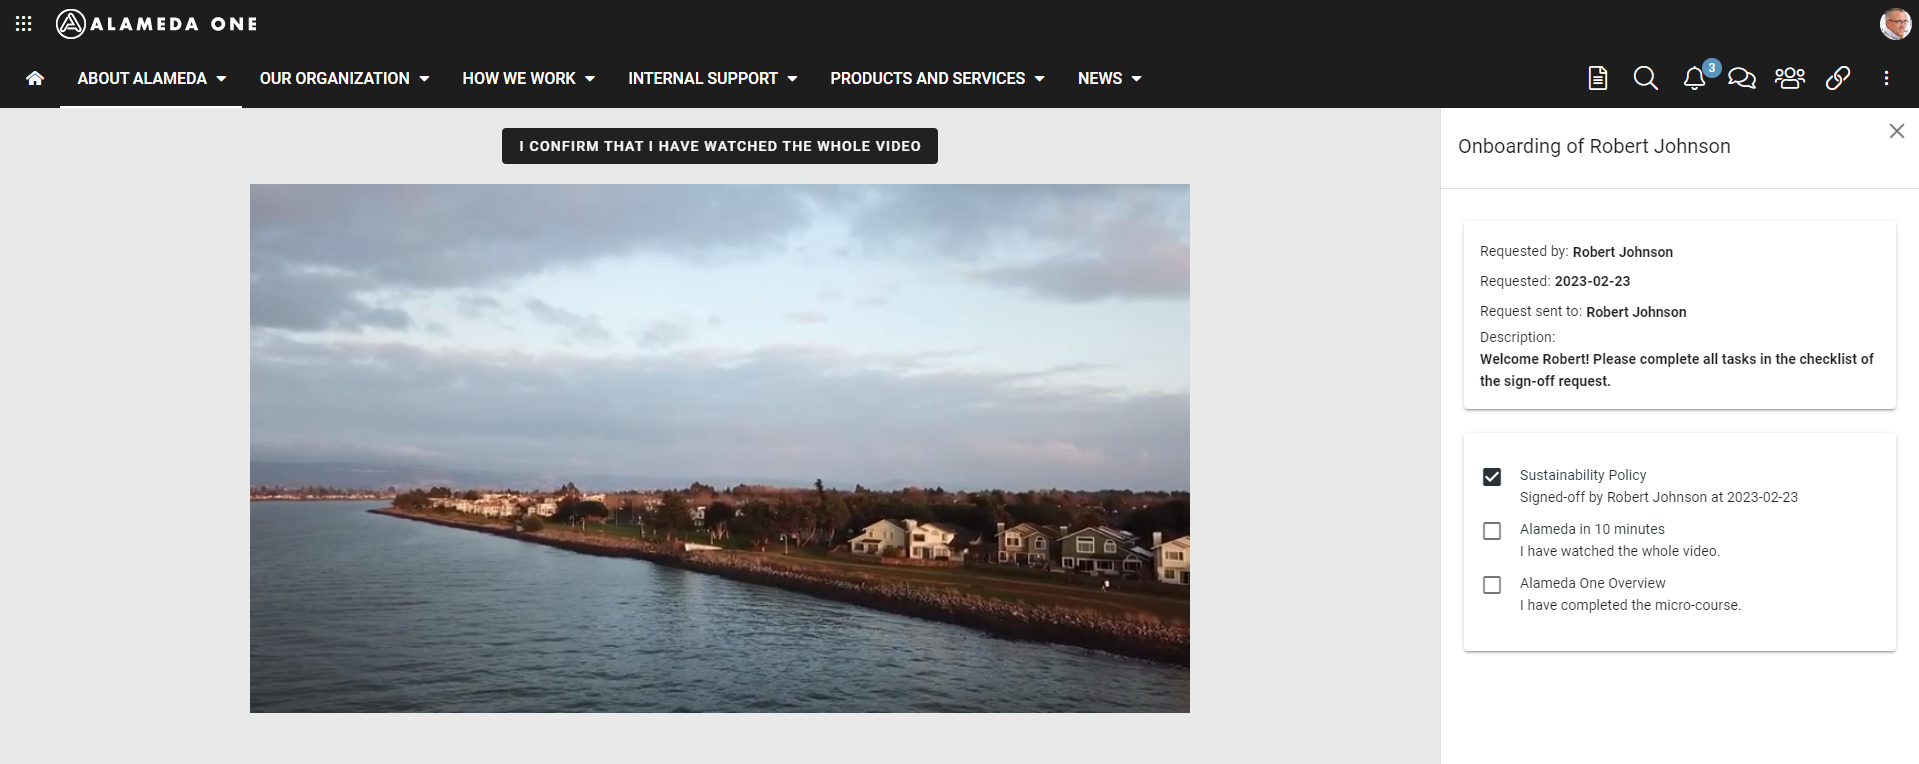 ALAMEDA ONE
ABOUT ALAMEDA OUR ORGANIZATION HOW WE WORK INTERNAL SUPPORT PRODUCTS AND SERVICES NEWS 3
I CONFIRM THAT I HAVE WATCHED THE WHOLE VIDEO
Onboarding of Robert Johnson
Requested by: Robert Johnson
Requested: 2023-02-23
Request sent to: Robert Johnson
Description:
Welcome Robert! Please complete all tasks in the checklist of
the sign-off request.
Sustainability Policy
Signed-off by Robert Johnson at 2023-02-23
Alameda in 10 minutes
I have watched the whole video.
Alameda One Overview
I have completed the micro-course.